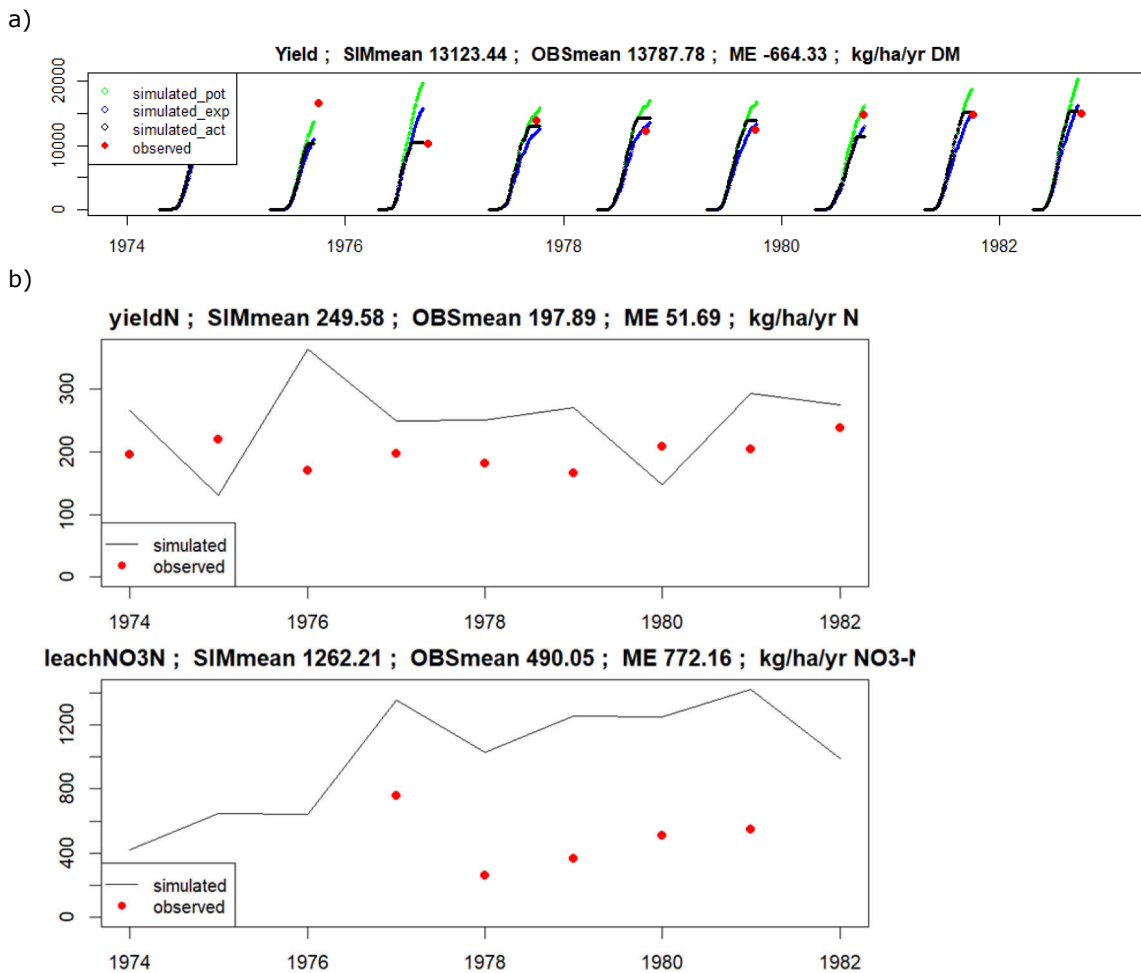 a)
Yield ; SIMmean 13123.44 ; OBSmean 13787.78 ; ME -664.33 ; kg/ha/yr DM
20000
10000
0
simulated_pot
simulated_exp
simulated_act
observed
1974 1976 1978 1980 1982
b)
yieldN ; SIMmean 249.58 ; OBSmean 197.89 ; ME 51.69 ; kg/ha/yr N
300
200
100
0
simulated
observed
1974 1976 1978 1980 1982
leachNO3N ; SIMmean 1262.21 ; OBSmean 490.05 ; ME 772.16 ; kg/ha/yr NO3-N
1200
800
400
0
simulated
observed
1974 1976 1978 1980 1982